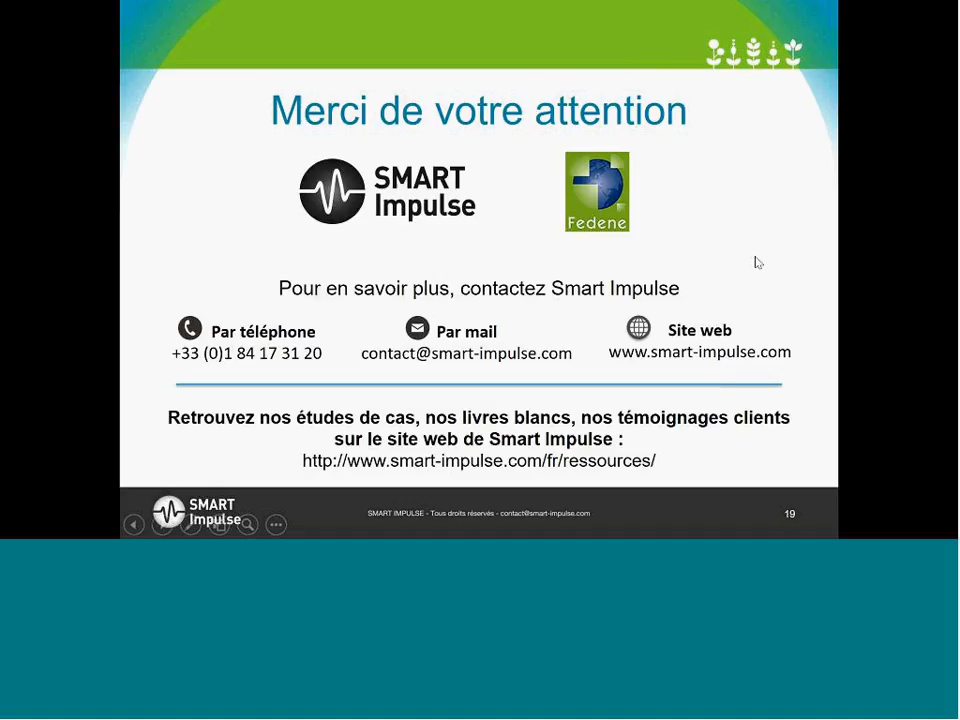 Merci de votre attention
SMART
Impulse
Fedene
Pour en savoir plus, contactez Smart Impulse
Par téléphone
+33 (0)1 84 17 31 20
Par mail
contact@smart-impulse.com
Site web
www.smart-impulse.com
Retrouvez nos études de cas, nos livres blancs, nos témoignages clients
sur le site web de Smart Impulse :
http://www.smart-impulse.com/fr/ressources/
SMART
Impulse
SMART IMPULSE - Tous droits réservés - contact@smart-impulse.com
19